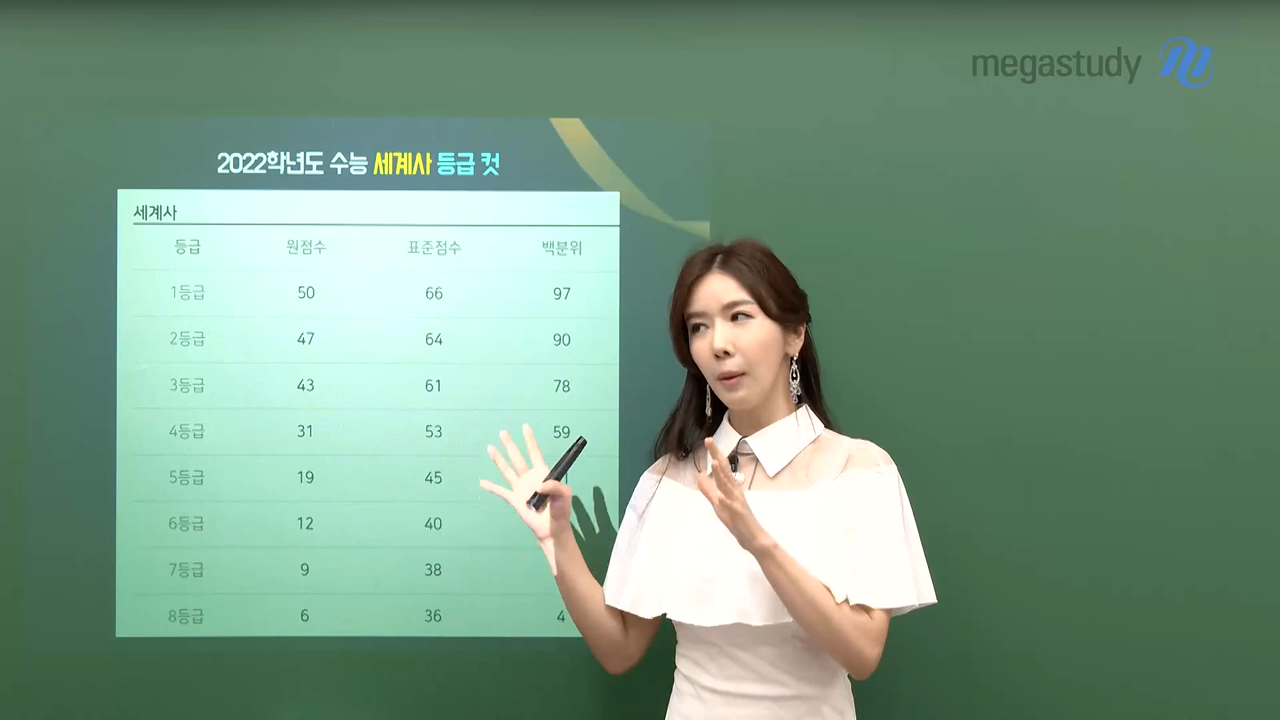 megastudy
2022학년도 수능 세계사 등급 컷
세계사
등급 원점수 표준점수 백분위
1등급 50 66 97
2등급 47 64 90
3등급 43 61 78
4등급 31 53 59
5등급 19 45
6등급 12 40
7등급 9 38
8등급 6 36 4